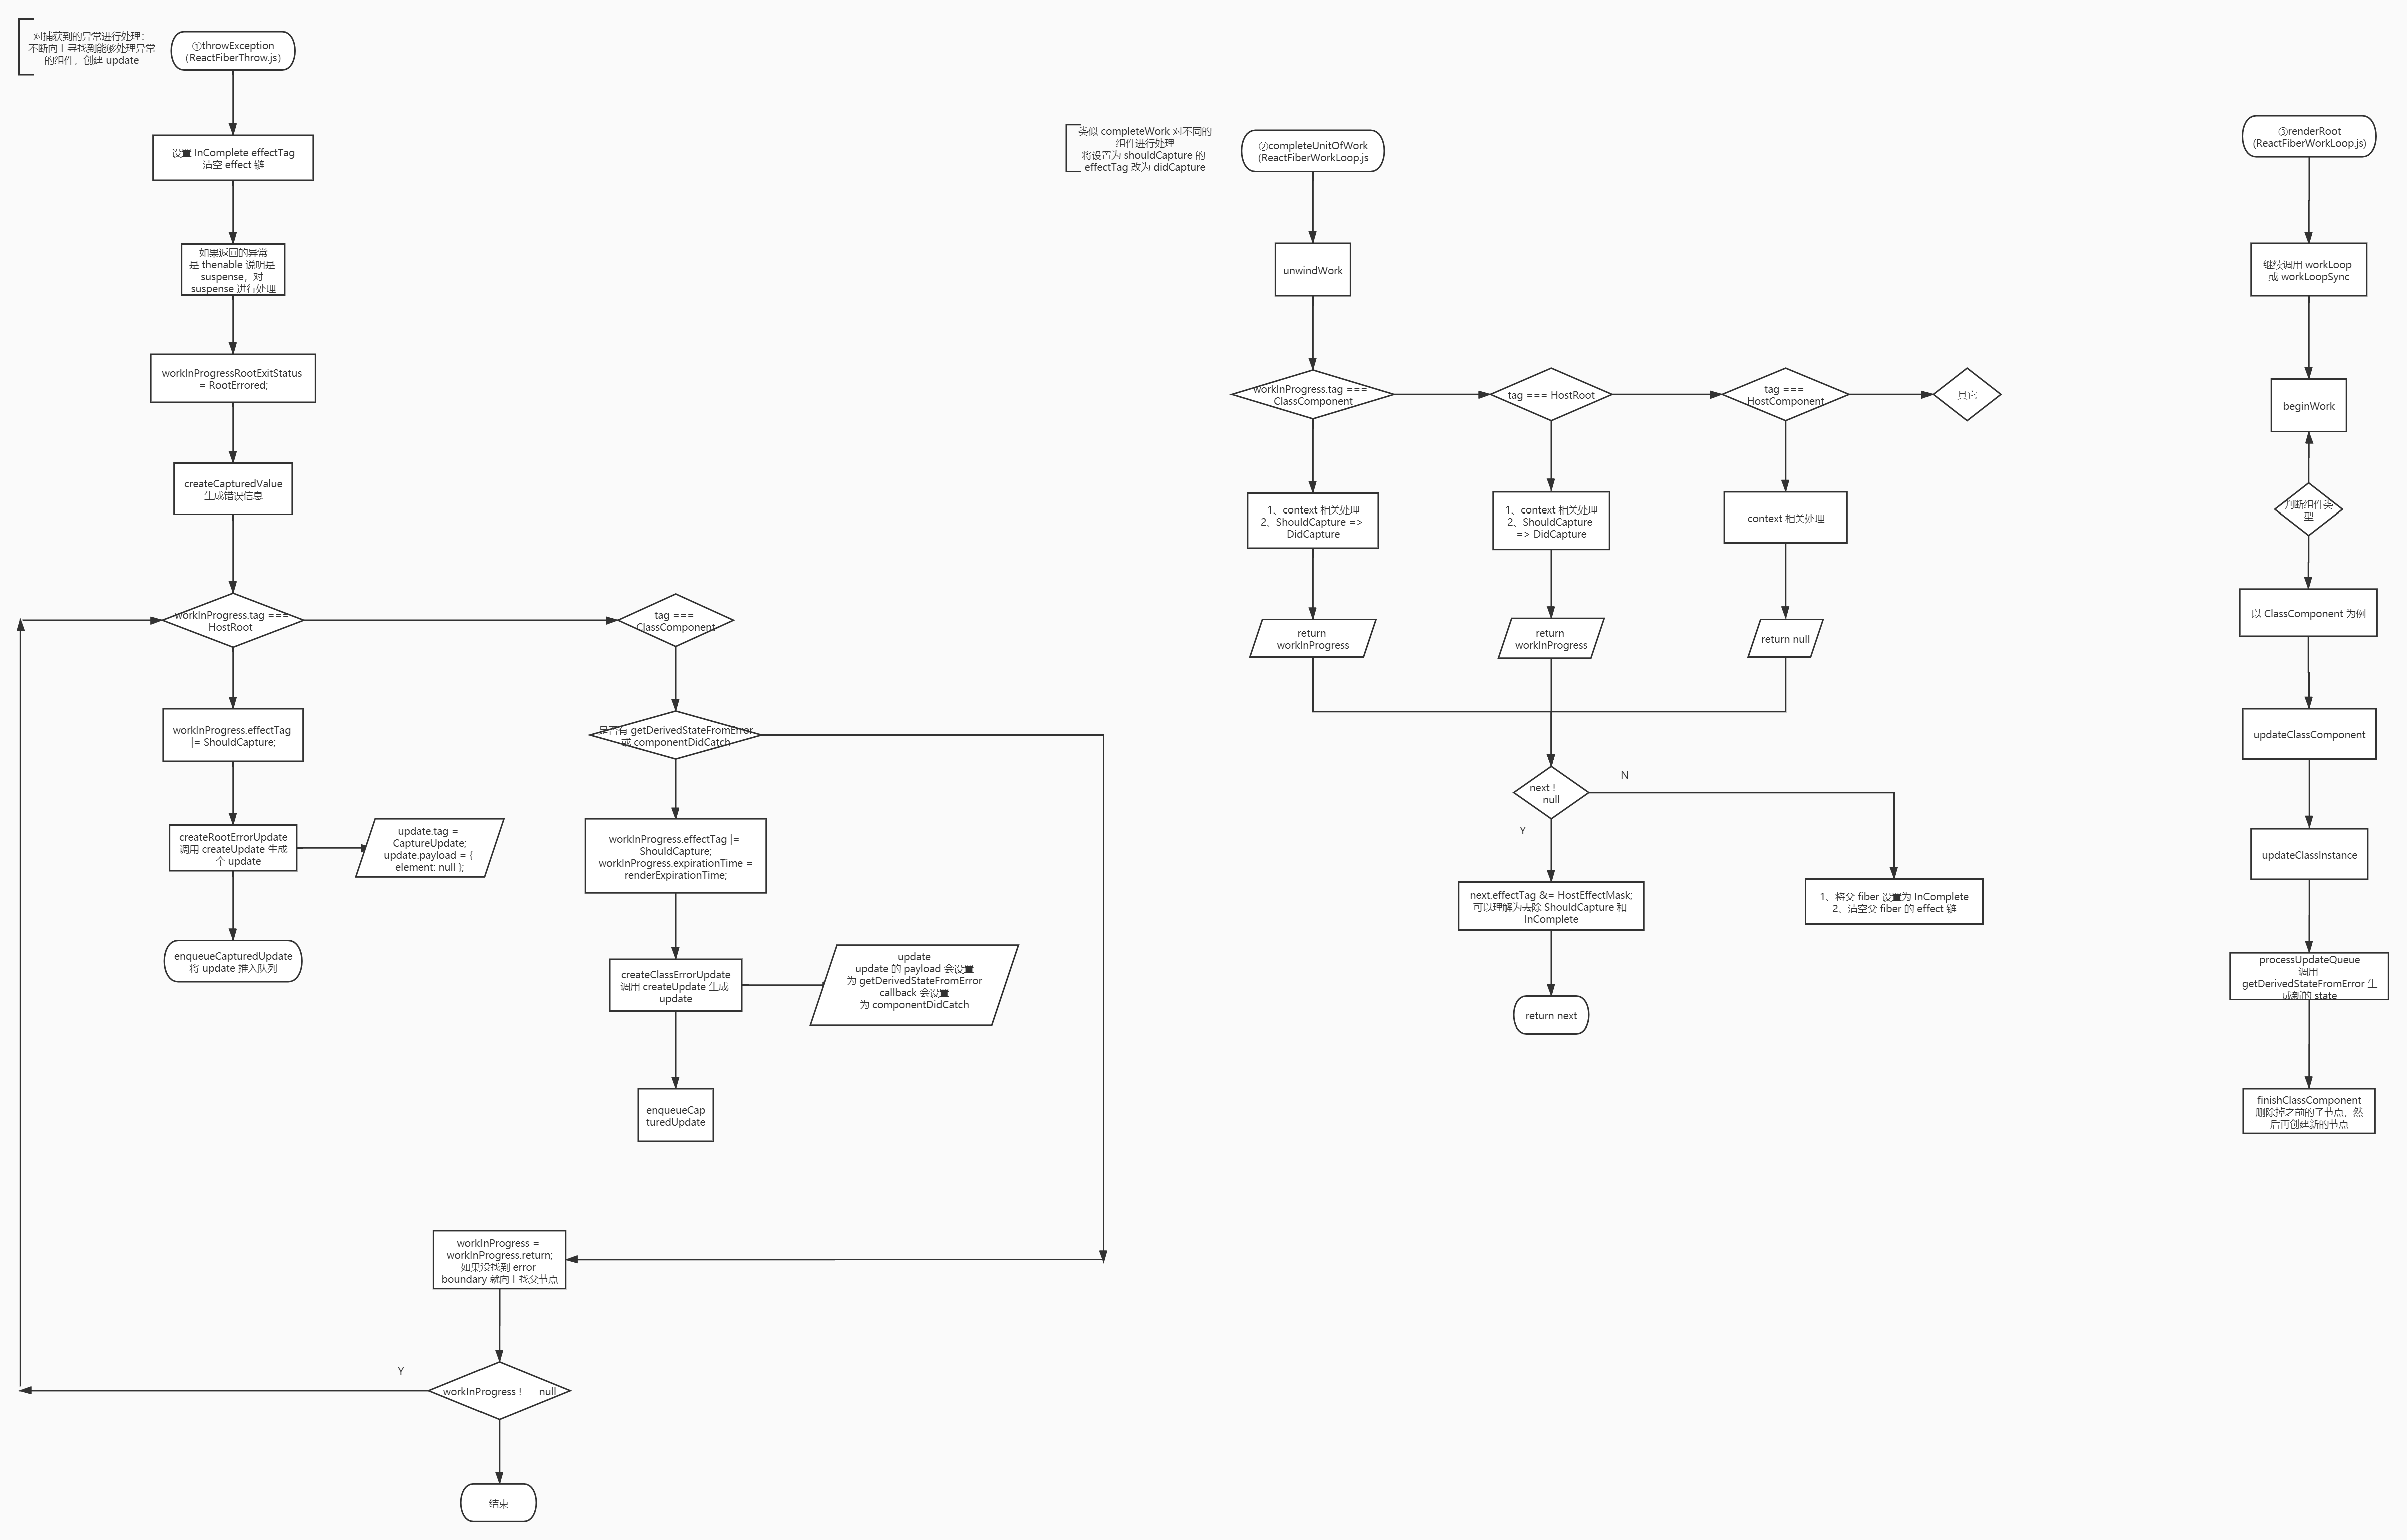 对捕获到的异常进行处理：
不断向上寻找到能够处理异常
的组件，创建 update
①throwException
(ReactFiberThrow.js)
设置 InComplete effectTag
清空 effect 链
如果返回的异常
是 thenable 说明是
suspense，对
suspense 进行处理
workInProgressRootExitStatus
= RootErrored;
createCapturedValue
生成错误信息
workInProgress.tag ===
HostRoot
tag ===
ClassComponent
workInProgress.effectTag
|= ShouldCapture;
是否有 getDerivedStateFromError
或 componentDidCatch
createRootErrorUpdate
调用 createUpdate 生成
一个 update
update.tag =
CaptureUpdate;
update.payload = {
element: null };
workInProgress.effectTag |=
ShouldCapture;
workInProgress.expirationTime =
renderExpirationTime;
enqueueCapturedUpdate
将 update 推入队列
createClassErrorUpdate
调用 createUpdate 生成
update
update
update 的 payload 会设置
为 getDerivedStateFromError
callback 会设置
为 componentDidCatch
enqueueCap
turedUpdate
workInProgress =
workInProgress.return;
如果没找到 error
boundary 就向上找父节点
Y
workInProgress !== null
结束
类似 completeWork 对不同的
组件进行处理
将设置为 shouldCapture 的
effectTag 改为 didCapture
②completeUnitOfWork
(ReactFiberWorkLoop.js
unwindWork
workInProgress.tag ===
ClassComponent
tag === HostRoot
tag ===
HostComponent
其它
1、context 相关处理
2、ShouldCapture =>
DidCapture
1、context 相关处理
2、ShouldCapture
=> DidCapture
context 相关处理
return
workInProgress
return
workInProgress
return null
next !==
null
N
Y
next.effectTag &= HostEffectMask;
可以理解为去除 ShouldCapture 和
InComplete
1、将父 fiber 设置为 InComplete
2、清空父 fiber 的 effect 链
return next
③renderRoot
(ReactFiberWorkLoop.js)
继续调用 workLoop
或 workLoopSync
beginWork
判断组件类
型
以 ClassComponent 为例
updateClassComponent
updateClassInstance
processUpdateQueue
调用
getDerivedStateFromError 生
成新的 state
finishClassComponent
删除掉之前的子节点，然
后再创建新的节点